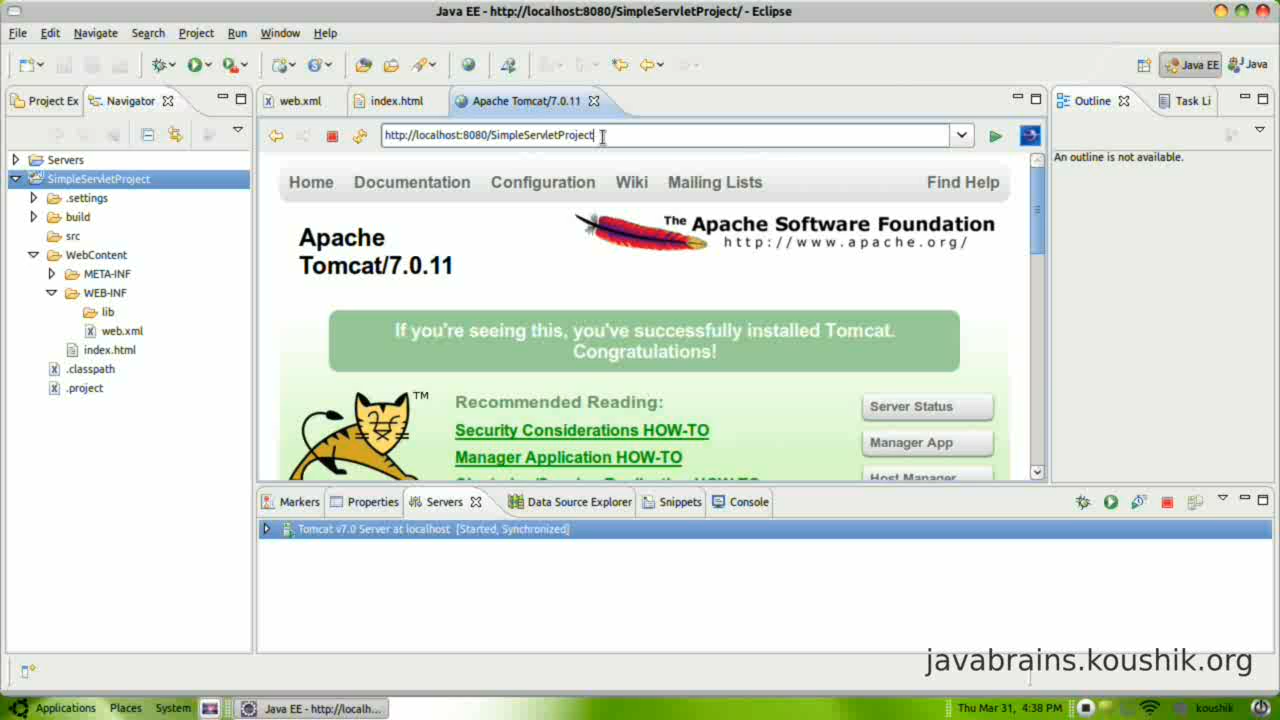 Java EE - http://localhost:8080/SimpleServletProject/ - Eclipse
File Edit Navigate Search Project Run Window Help
Java EE Java
Project Ex Navigator
web.xml index.html Apache Tomcat/7.0.11
Outline Task Li
http://localhost:8080/SimpleServletProject
An outline is not available.
Servers
SimpleServletProject
.settings
build
src
WebContent
META-INF
WEB-INF
lib
web.xml
index.html
.classpath
.project
Home Documentation Configuration Wiki Mailing Lists Find Help
Apache
Tomcat/7.0.11
The Apache Software Foundation
http://www.apache.org/
If you're seeing this, you've successfully installed Tomcat.
Congratulations!
TM
Recommended Reading:
Security Considerations HOW-TO
Manager Application HOW-TO
Server Status
Manager App
Host Manager
Markers Properties Servers Data Source Explorer Snippets Console
Tomcat v7.0 Server at localhost [Started, Synchronized]
javabrains.koushik.org
Applications Places System Java EE - http://localh... Thu Mar 31, 4:38 PM koushik